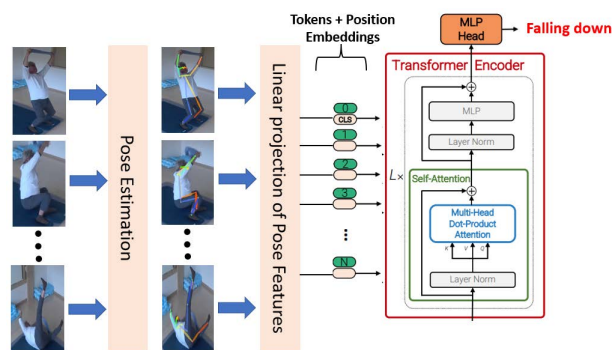 Tokens + Position
Embeddings
MLP
Head
Falling down
Pose Estimation
Linear projection of Pose Features
0
CLS
1
2
3
...
N
Transformer Encoder
L×
+
MLP
Layer Norm
Self-Attention
+
Multi-Head
Dot-Product
Attention
K V Q
Layer Norm